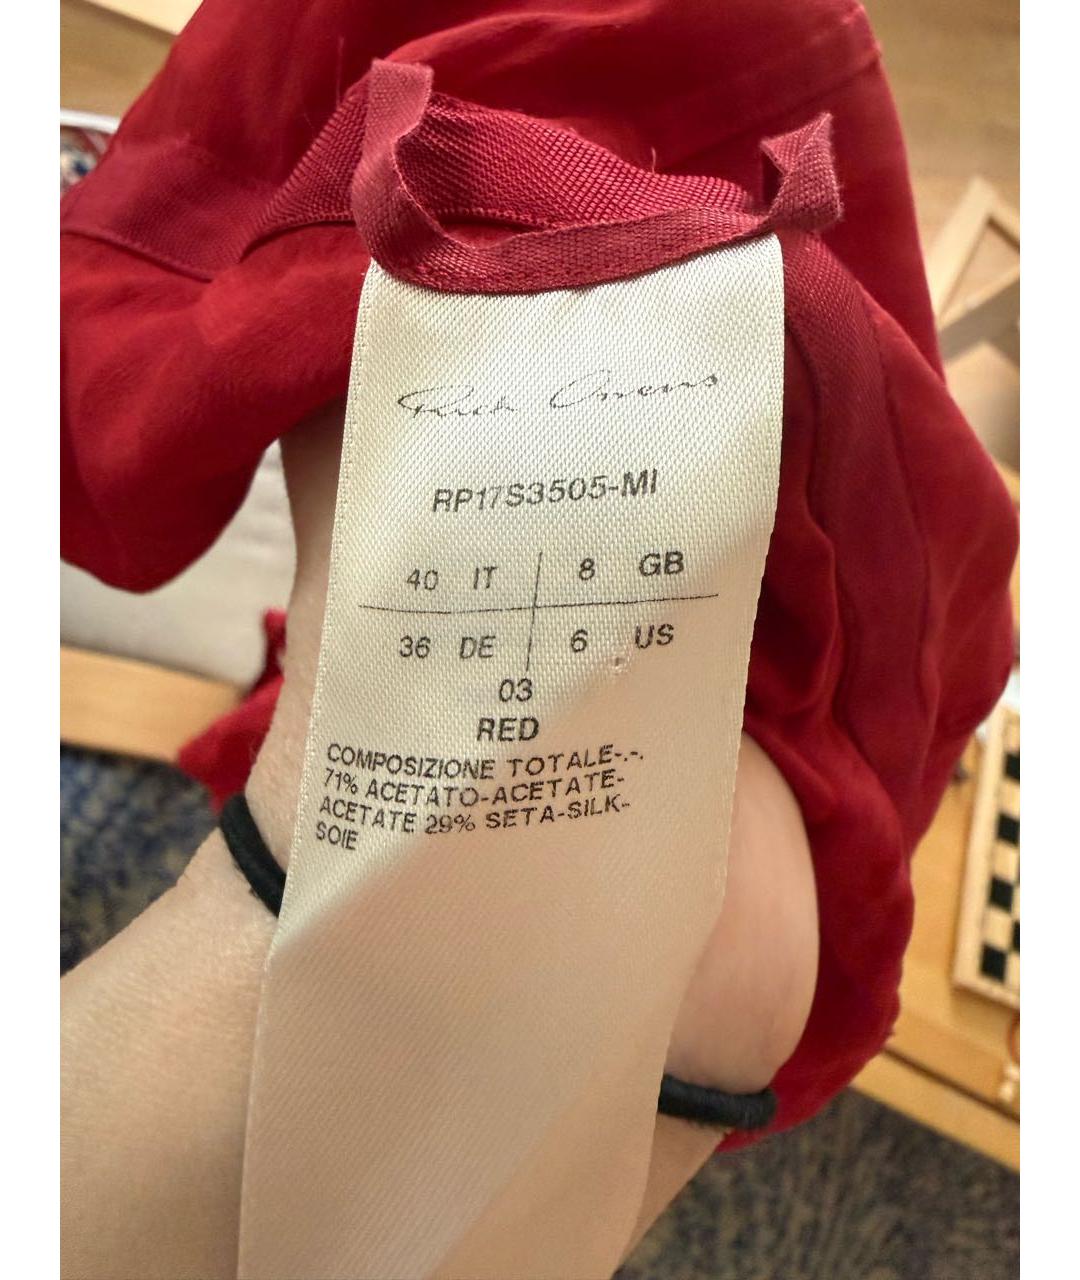 Rick Owens
RP17S3505-MI
40 IT 8 GB
36 DE 6 US
03
RED
COMPOSIZIONE TOTALE-.-.
71% ACETATO-ACETATE-
ACETATE 29% SETA-SILK-
SOIE